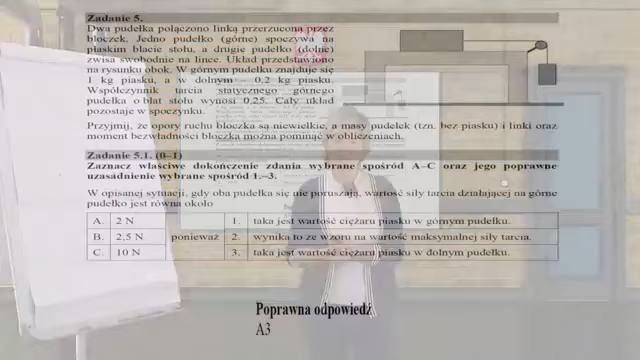 Zadanie 5.
Dwa pudełka połączono linką przerzuconą przez
bloczek. Jedno pudełko (górne) spoczywa na
płaskim blacie stołu, a drugie pudełko (dolne)
zwisa swobodnie na lince. Układ przedstawiono
na rysunku obok. W górnym pudełku znajduje się
1 kg piasku, a w dolnym – 0,2 kg piasku.
Współczynnik tarcia statycznego górnego
pudełka o blat stołu wynosi 0,25. Cały układ
pozostaje w spoczynku.
Przyjmij, że opory ruchu bloczka są niewielkie, a masy pudełek (tzn. bez piasku) i linki oraz
moment bezwładności bloczka można pominąć w obliczeniach.
Zadanie 5.1. (0–1)
Zaznacz właściwe dokończenie zdania wybrane spośród A–C oraz jego poprawne
uzasadnienie wybrane spośród 1.–3.
W opisanej sytuacji, gdy oba pudełka się nie poruszają, wartość siły tarcia działającej na górne
pudełko jest równa około
A. 2 N 1. taka jest wartość ciężaru piasku w górnym pudełku.
B. 2,5 N ponieważ 2. wynika to ze wzoru na wartość maksymalnej siły tarcia.
C. 10 N 3. taka jest wartość ciężaru piasku w dolnym pudełku.
Poprawna odpowiedź
A3